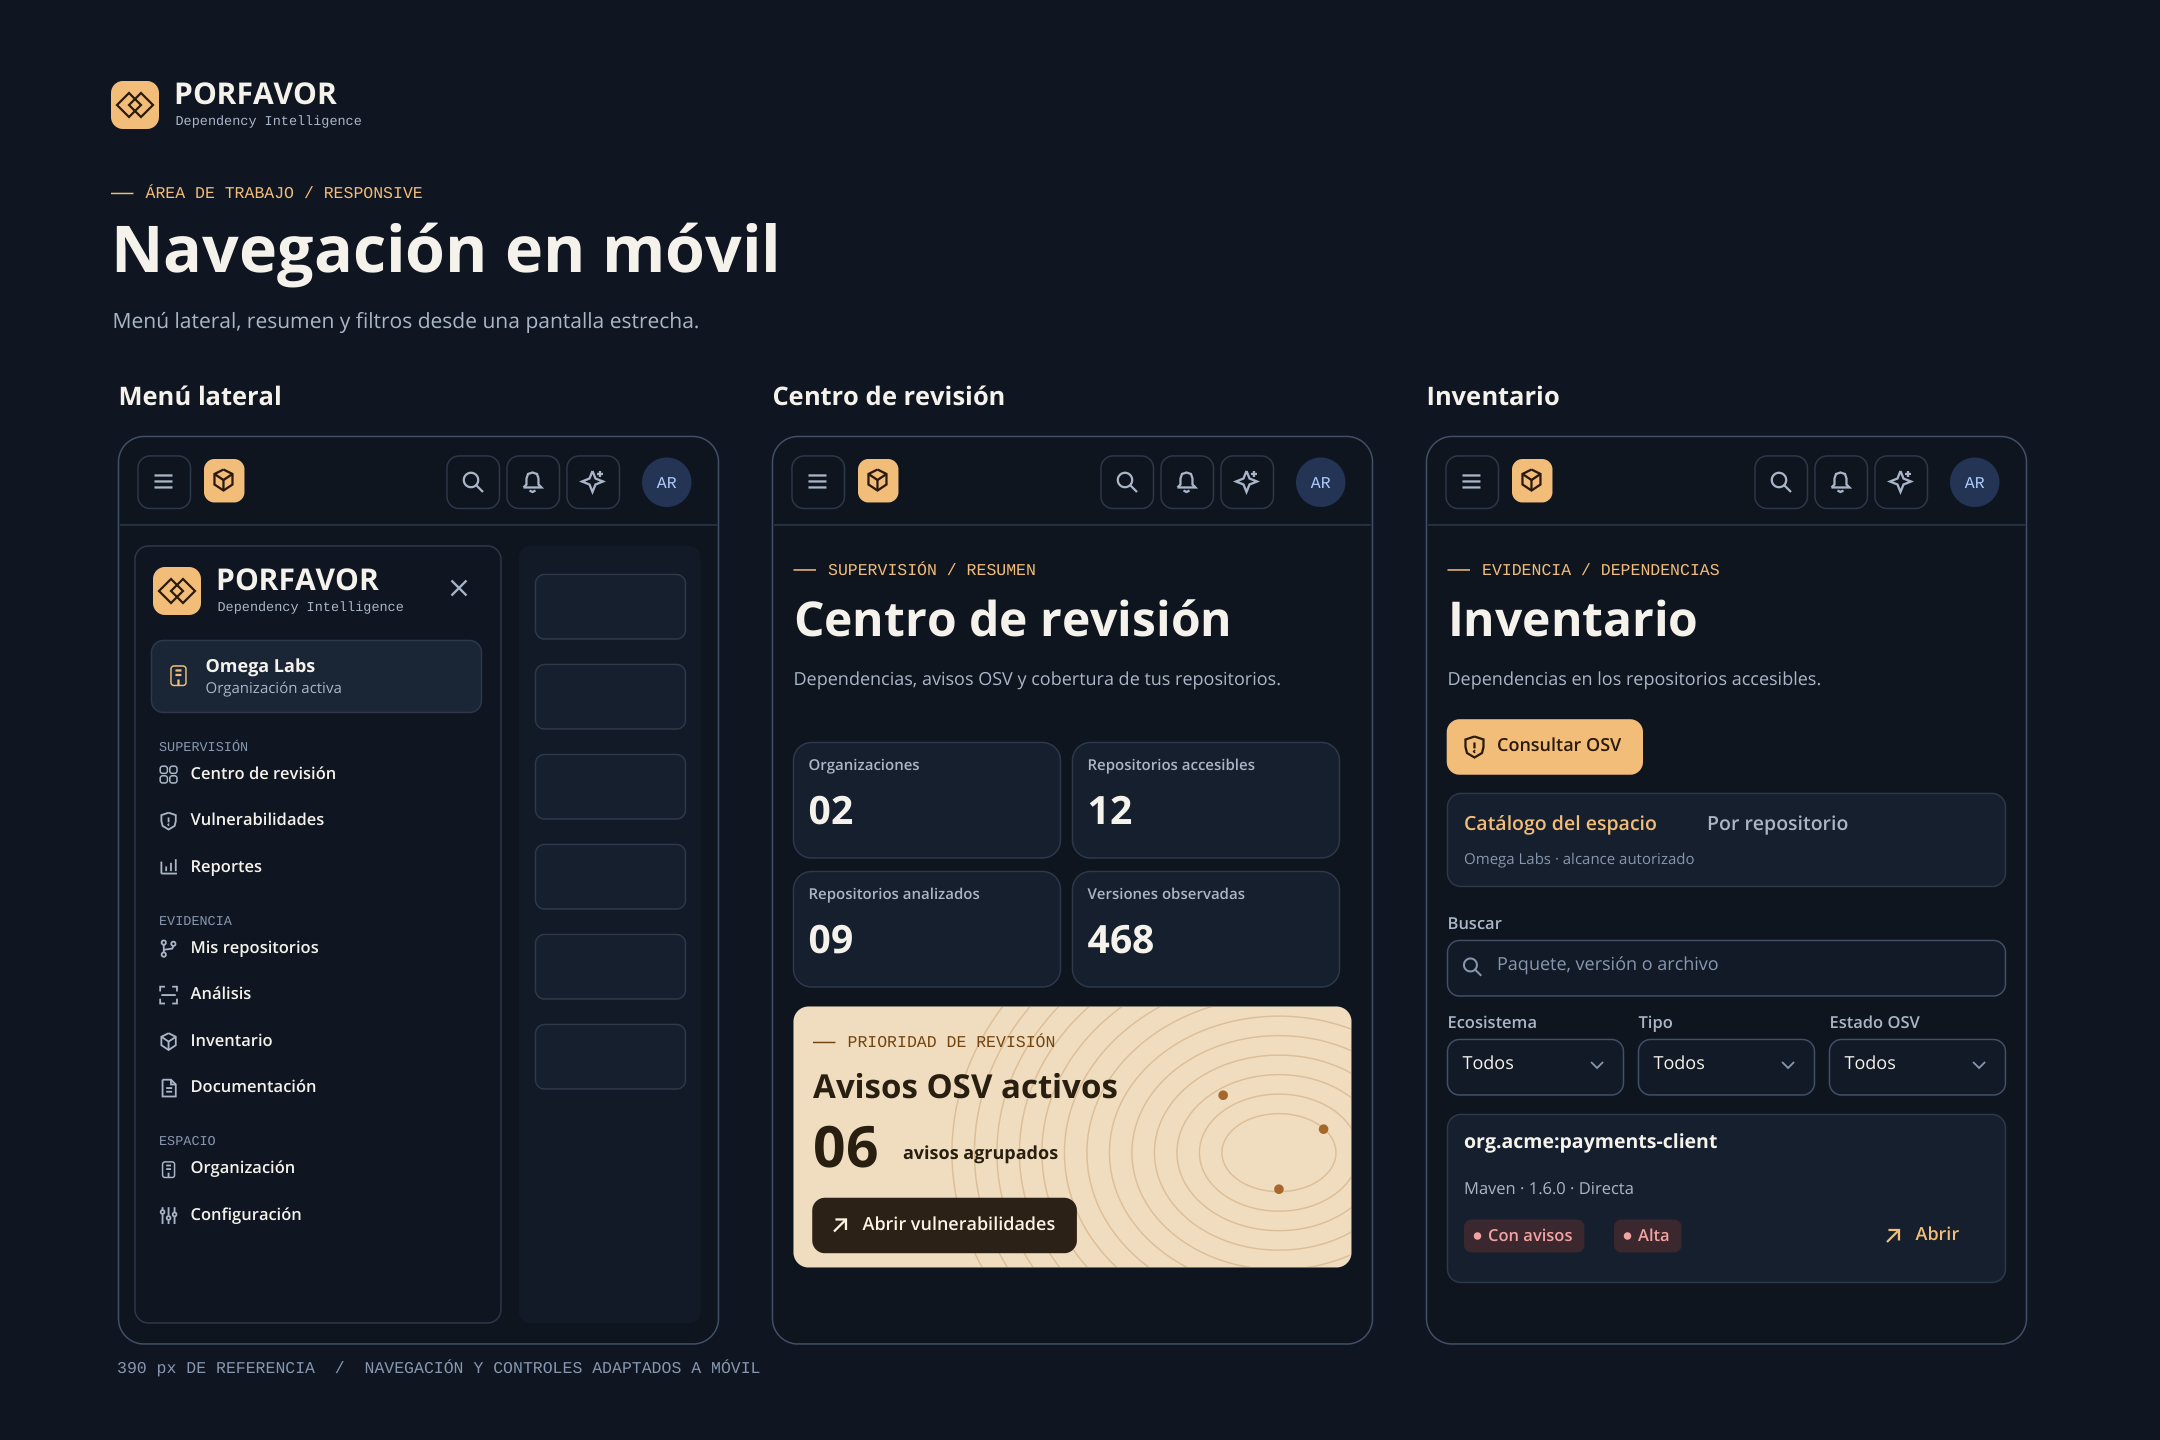 PORFAVOR
Dependency Intelligence
ÁREA DE TRABAJO / RESPONSIVE
Navegación en móvil
Menú lateral, resumen y filtros desde una pantalla estrecha.
Menú lateral
AR
PORFAVOR
Dependency Intelligence
Omega Labs
Organización activa
SUPERVISIÓN
Centro de revisión
Vulnerabilidades
Reportes
EVIDENCIA
Mis repositorios
Análisis
Inventario
Documentación
ESPACIO
Organización
Configuración
Centro de revisión
AR
SUPERVISIÓN / RESUMEN
Centro de revisión
Dependencias, avisos OSV y cobertura de tus repositorios.
Organizaciones
02
Repositorios accesibles
12
Repositorios analizados
09
Versiones observadas
468
PRIORIDAD DE REVISIÓN
Avisos OSV activos
06 avisos agrupados
Abrir vulnerabilidades
Inventario
AR
EVIDENCIA / DEPENDENCIAS
Inventario
Dependencias en los repositorios accesibles.
Consultar OSV
Catálogo del espacio Por repositorio
Omega Labs · alcance autorizado
Buscar
Paquete, versión o archivo
Ecosistema Tipo Estado OSV
Todos Todos Todos
org.acme:payments-client
Maven · 1.6.0 · Directa
Con avisos Alta Abrir
390 px DE REFERENCIA / NAVEGACIÓN Y CONTROLES ADAPTADOS A MÓVIL